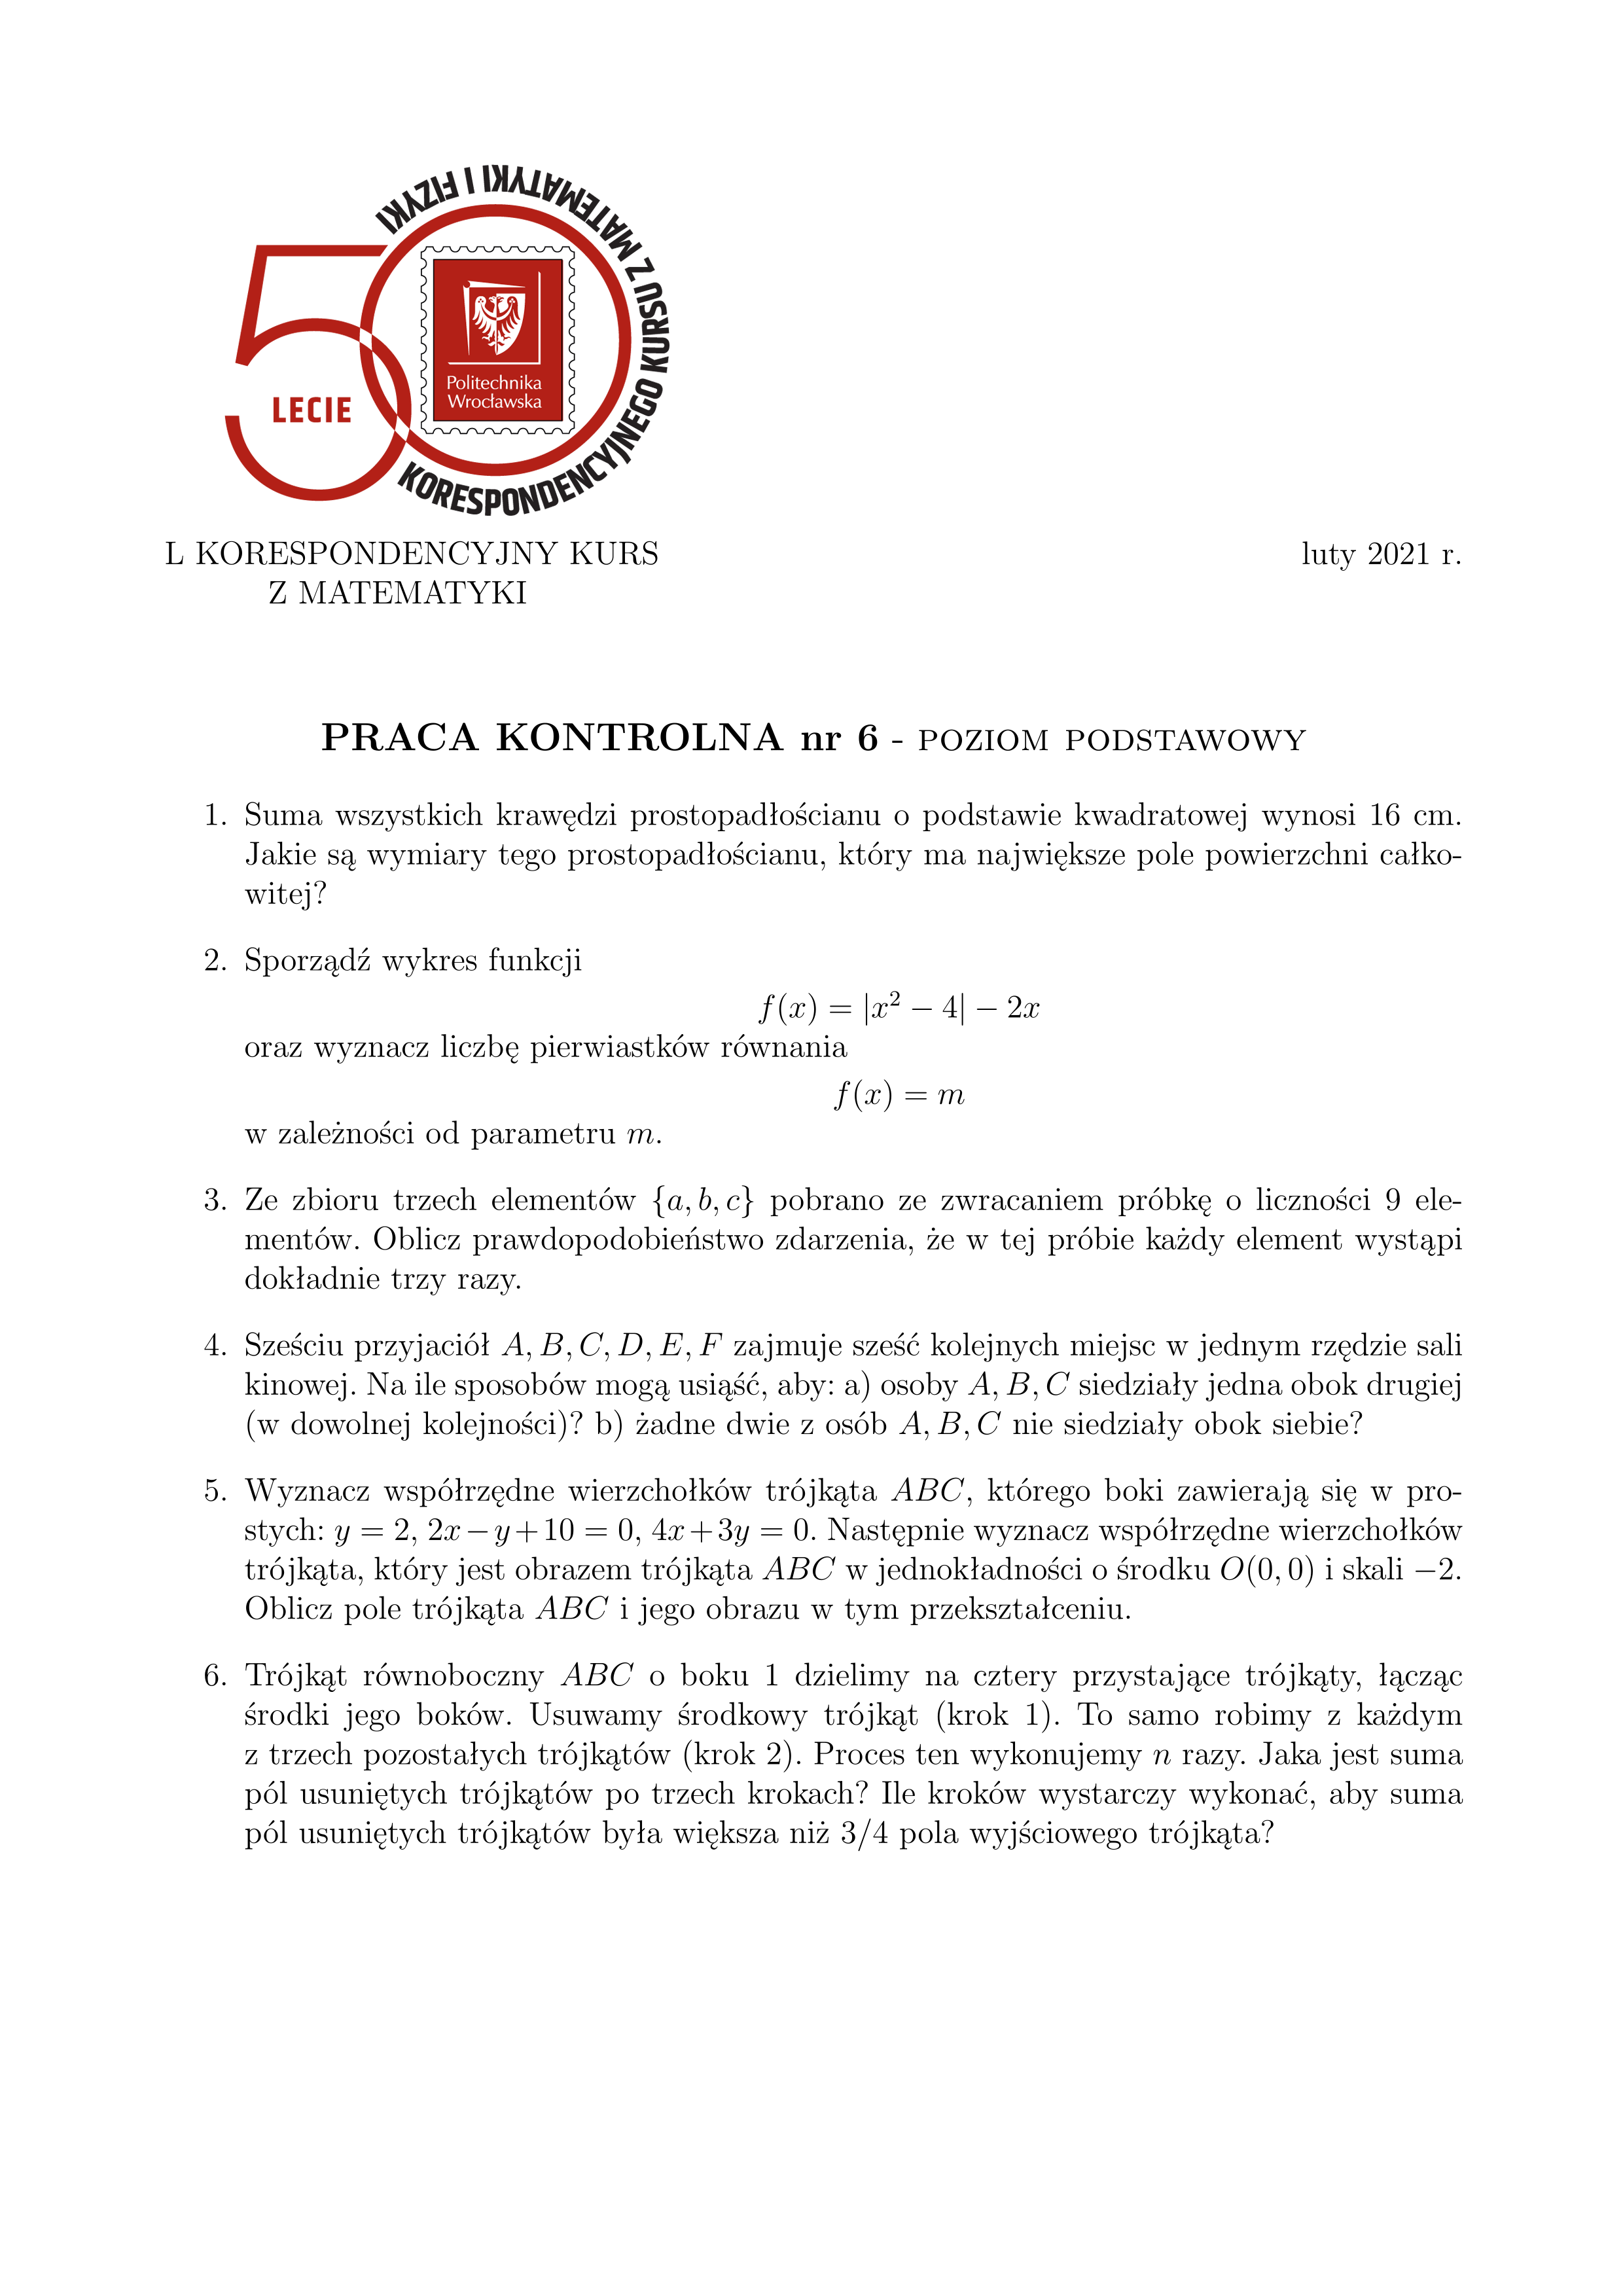 KORESPONDENCYJNEGO KURSU Z MATEMATYKI I FIZYKI
50
LECIE
Politechnika
Wrocławska
L KORESPONDENCYJNY KURS
Z MATEMATYKI
luty 2021 r.
PRACA KONTROLNA nr 6 - POZIOM PODSTAWOWY
1. Suma wszystkich krawędzi prostopadłościanu o podstawie kwadratowej wynosi 16 cm.
Jakie są wymiary tego prostopadłościanu, który ma największe pole powierzchni całko-
witej?
2. Sporządź wykres funkcji
f(x) = |x² − 4| − 2x
oraz wyznacz liczbę pierwiastków równania
f(x) = m
w zależności od parametru m.
3. Ze zbioru trzech elementów {a, b, c} pobrano ze zwracaniem próbkę o liczności 9 ele-
mentów. Oblicz prawdopodobieństwo zdarzenia, że w tej próbie każdy element wystąpi
dokładnie trzy razy.
4. Sześciu przyjaciół A, B, C, D, E, F zajmuje sześć kolejnych miejsc w jednym rzędzie sali
kinowej. Na ile sposobów mogą usiąść, aby: a) osoby A, B, C siedziały jedna obok drugiej
(w dowolnej kolejności)? b) żadne dwie z osób A, B, C nie siedziały obok siebie?
5. Wyznacz współrzędne wierzchołków trójkąta ABC, którego boki zawierają się w pro-
stych: y = 2, 2x − y + 10 = 0, 4x + 3y = 0. Następnie wyznacz współrzędne wierzchołków
trójkąta, który jest obrazem trójkąta ABC w jednokładności o środku O(0, 0) i skali −2.
Oblicz pole trójkąta ABC i jego obrazu w tym przekształceniu.
6. Trójkąt równoboczny ABC o boku 1 dzielimy na cztery przystające trójkąty, łącząc
środki jego boków. Usuwamy środkowy trójkąt (krok 1). To samo robimy z każdym
z trzech pozostałych trójkątów (krok 2). Proces ten wykonujemy n razy. Jaka jest suma
pól usuniętych trójkątów po trzech krokach? Ile kroków wystarczy wykonać, aby suma
pól usuniętych trójkątów była większa niż 3/4 pola wyjściowego trójkąta?